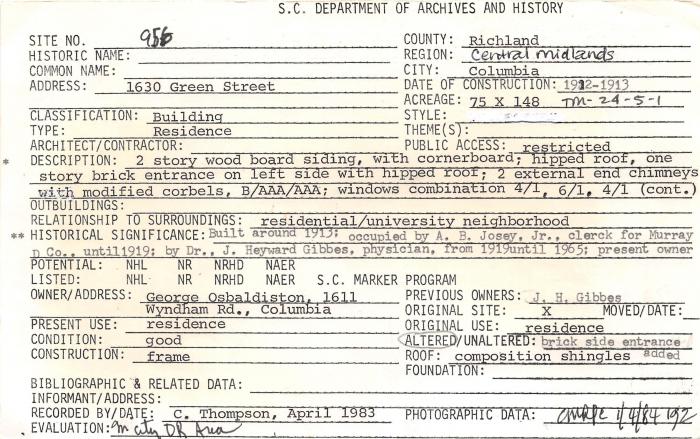 S.C. DEPARTMENT OF ARCHIVES AND HISTORY
SITE NO. 956 COUNTY: Richland
HISTORIC NAME: REGION: Central midlands
COMMON NAME: CITY: Columbia
ADDRESS: 1630 Green Street DATE OF CONSTRUCTION: 1912-1913
ACREAGE: 75 X 148 TM-24-5-1
CLASSIFICATION: Building STYLE:
TYPE: Residence THEME(S):
ARCHITECT/CONTRACTOR: PUBLIC ACCESS: restricted
* DESCRIPTION: 2 story wood board siding, with cornerboard; hipped roof, one
story brick entrance on left side with hipped roof; 2 external end chimneys
with modified corbels, B/AAA/AAA; windows combination 4/1, 6/1, 4/1 (cont.)
OUTBUILDINGS:
RELATIONSHIP TO SURROUNDINGS: residential/university neighborhood
** HISTORICAL SIGNIFICANCE: Built around 1913; occupied by A. B. Josey, Jr., clerck for Murray
D Co., until1919; by Dr., J. Heyward Gibbes, physician, from 1919until 1965; present owner
POTENTIAL: NHL NR NRHD NAER
LISTED: NHL NR NRHD NAER S.C. MARKER PROGRAM
OWNER/ADDRESS: George Osbaldiston, 1611 PREVIOUS OWNERS: J. H. Gibbes
Wyndham Rd., Columbia ORIGINAL SITE: X MOVED/DATE:
PRESENT USE: residence ORIGINAL USE: residence
CONDITION: good ALTERED/UNALTERED: brick side entrance
CONSTRUCTION: frame ROOF: composition shingles added
FOUNDATION:
BIBLIOGRAPHIC & RELATED DATA:
INFORMANT/ADDRESS:
RECORDED BY/DATE: C. Thompson, April 1983 PHOTOGRAPHIC DATA: CMRPC 1/4/84 192
EVALUATION: m city DR Area